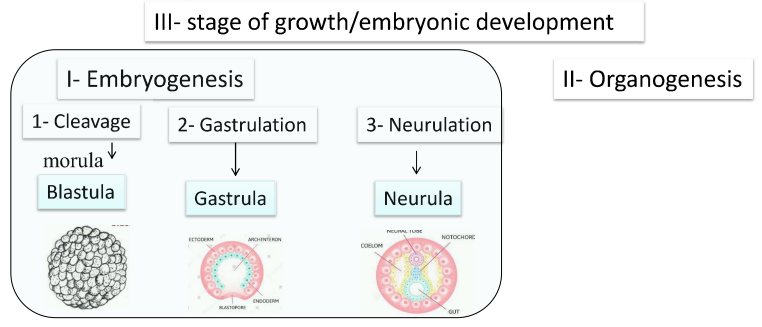 III- stage of growth/embryonic development
I- Embryogenesis
II- Organogenesis
1- Cleavage
2- Gastrulation
3- Neurulation
morula
Blastula
Gastrula
Neurula
ECTODERM
ARCHINTERON
BLASTOPORE
ENDODERM
NEURAL TUBE
NOTOCHORD
COELOM
GUT